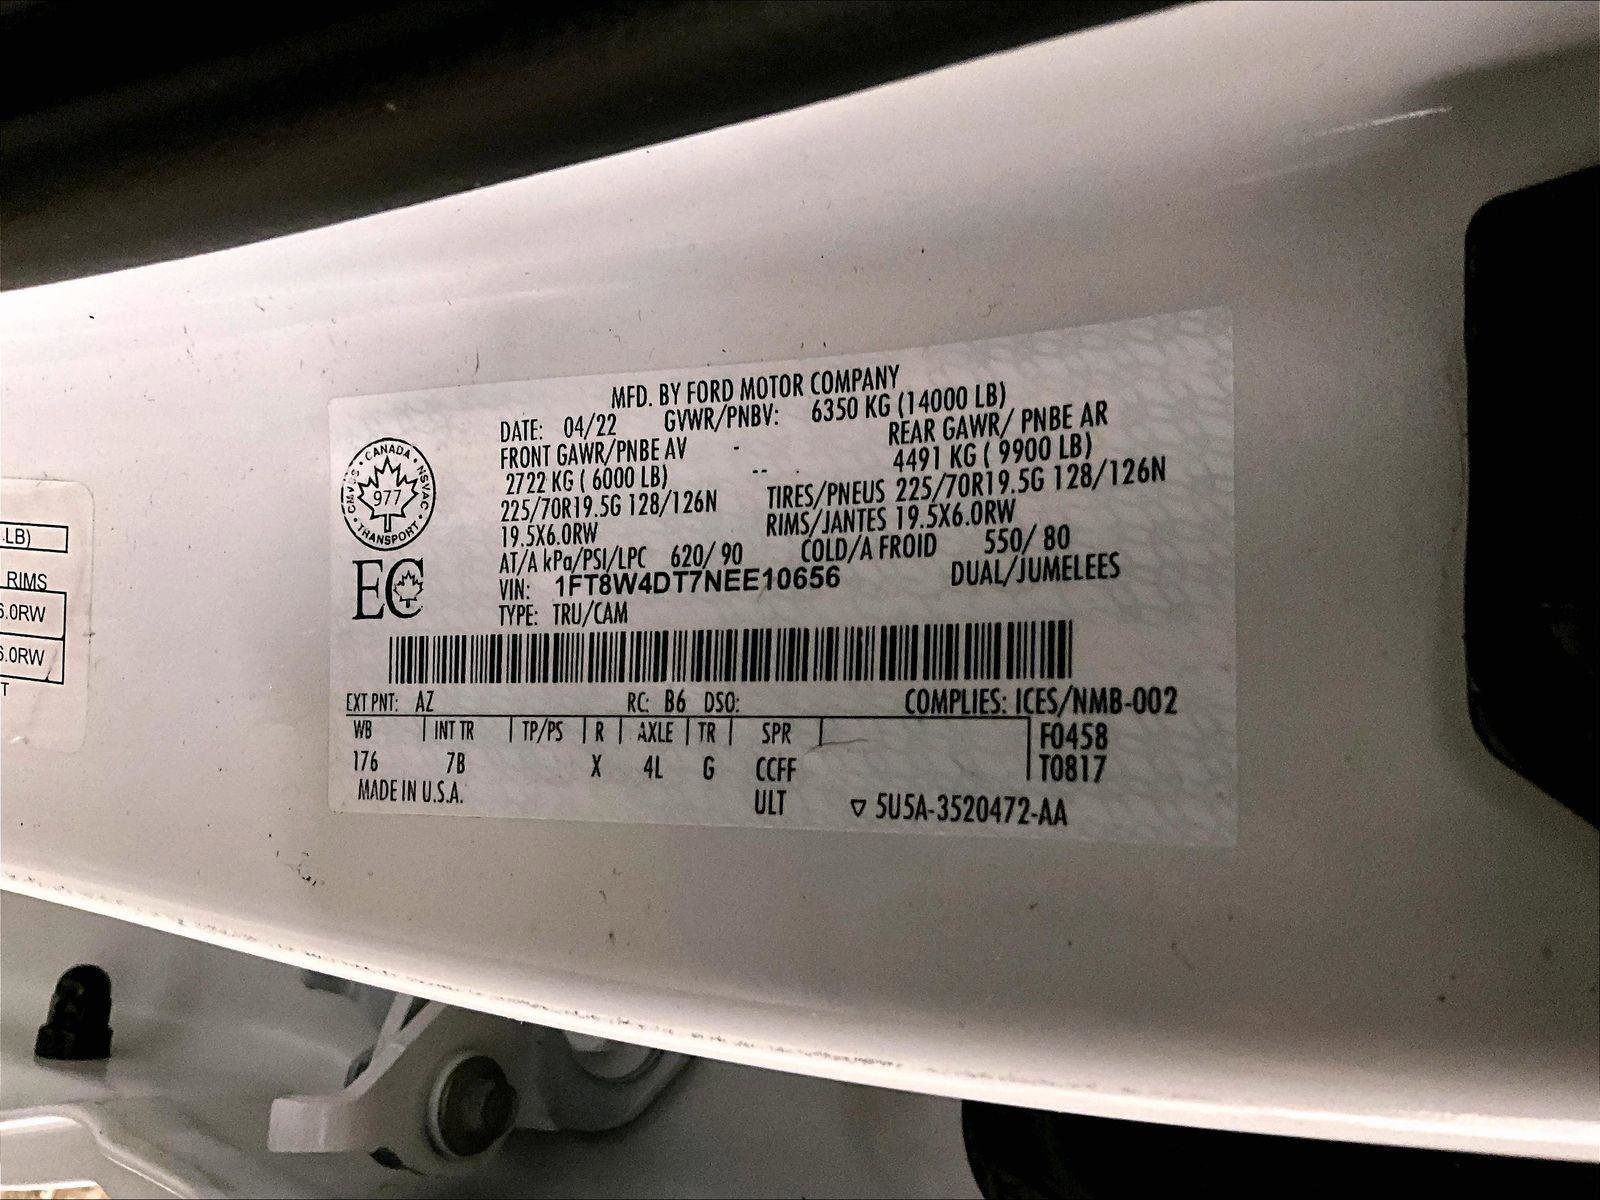 MFD. BY FORD MOTOR COMPANY
DATE: 04/22 GVWR/PNBV: 6350 KG (14000 LB)
FRONT GAWR/PNBE AV REAR GAWR/ PNBE AR
2722 KG ( 6000 LB) 4491 KG ( 9900 LB)
225/70R19.5G 128/126N TIRES/PNEUS 225/70R19.5G 128/126N
19.5X6.0RW RIMS/JANTES 19.5X6.0RW
AT/A kPa/PSI/LPC 620/ 90 COLD/A FROID 550/ 80
VIN: 1FT8W4DT7NEE10656 DUAL/JUMELEES
TYPE: TRU/CAM
CANADA
CMVSS NSVAC
977
TRANSPORT
EC
EXT PNT: AZ RC: B6 DSO: COMPLIES: ICES/NMB-002
WB INT TR TP/PS R AXLE TR SPR F0458
176 7B X 4L G CCFF T0817
MADE IN U.S.A. ULT ▽ 5U5A-3520472-AA
LB)
RIMS
6.0RW
6.0RW
T